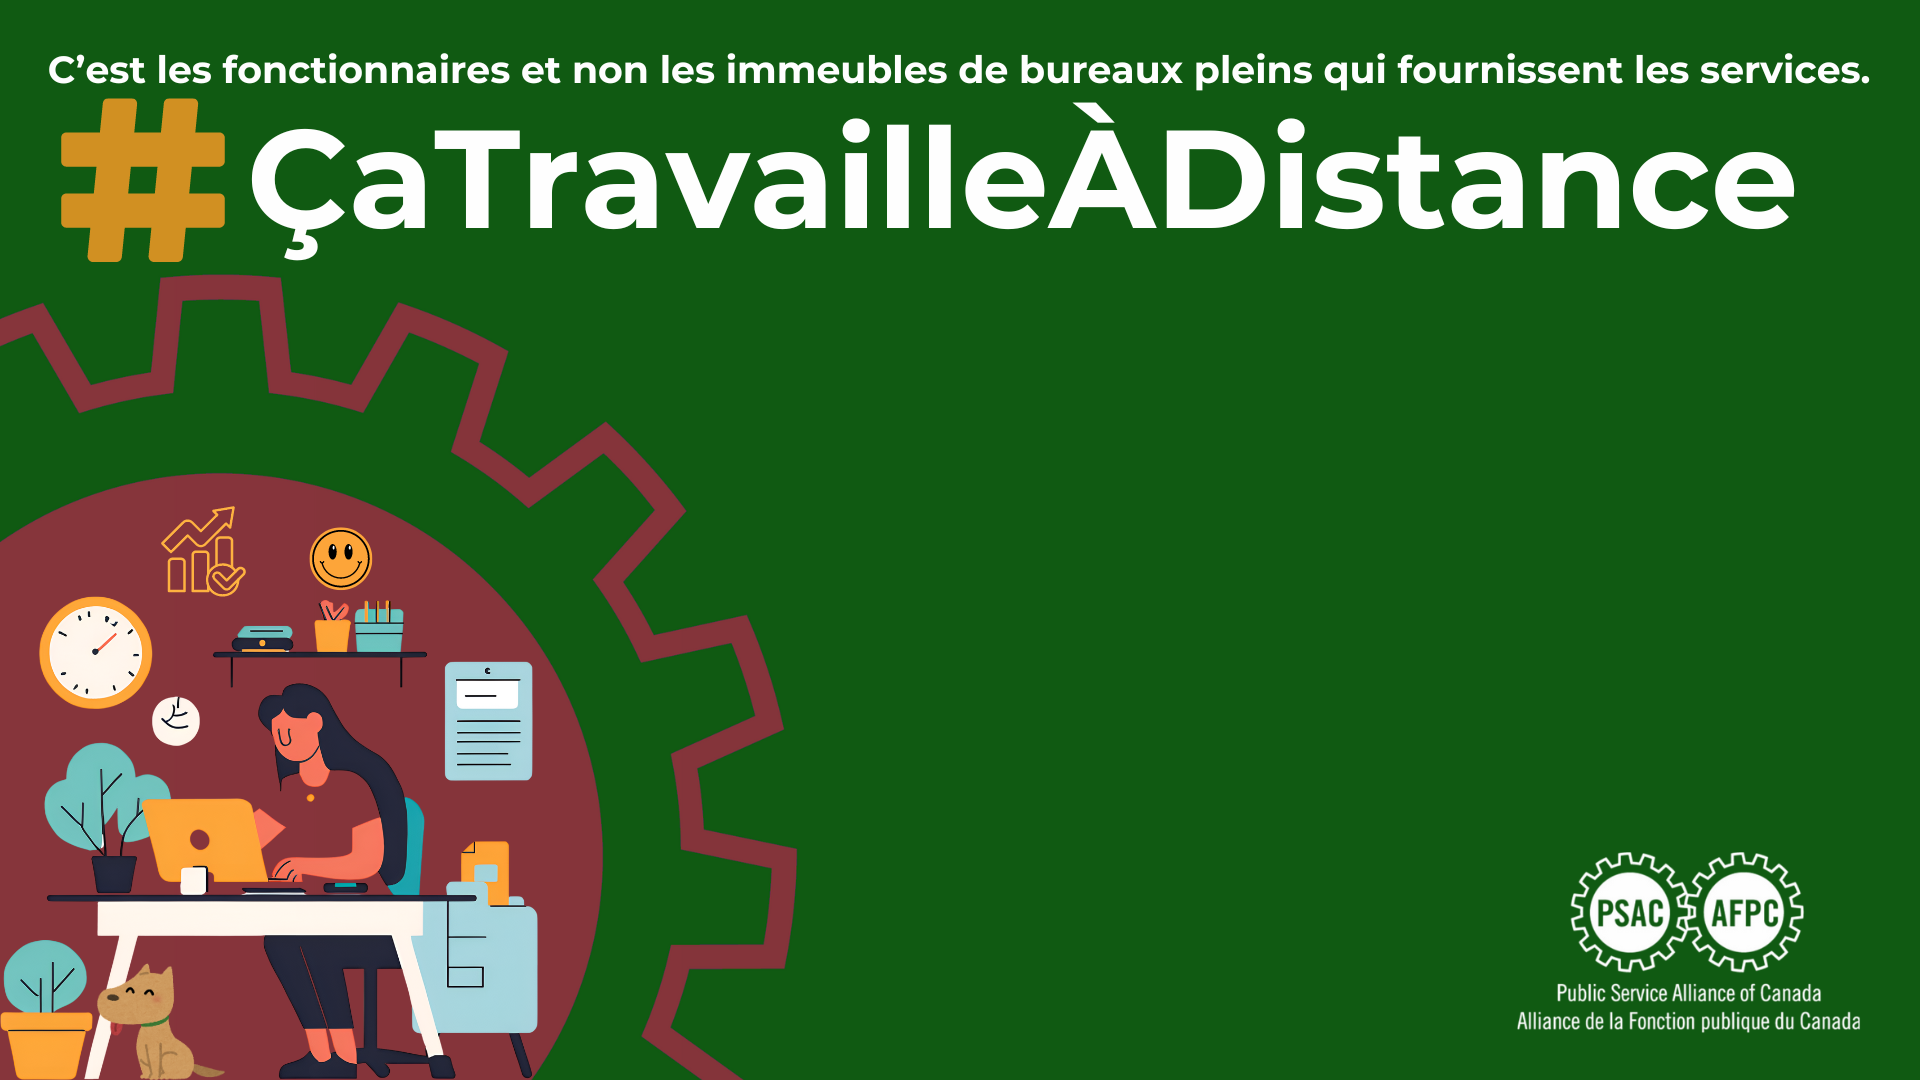 C’est les fonctionnaires et non les immeubles de bureaux pleins qui fournissent les services.
#ÇaTravailleÀDistance
PSAC AFPC
Public Service Alliance of Canada
Alliance de la Fonction publique du Canada